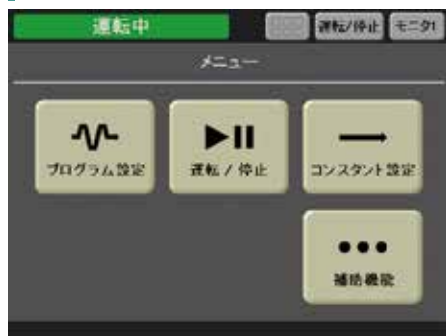 運転中
運転/停止 モニタ1
メニュー
プログラム設定
運転 / 停止
コンスタント設定
補助機能